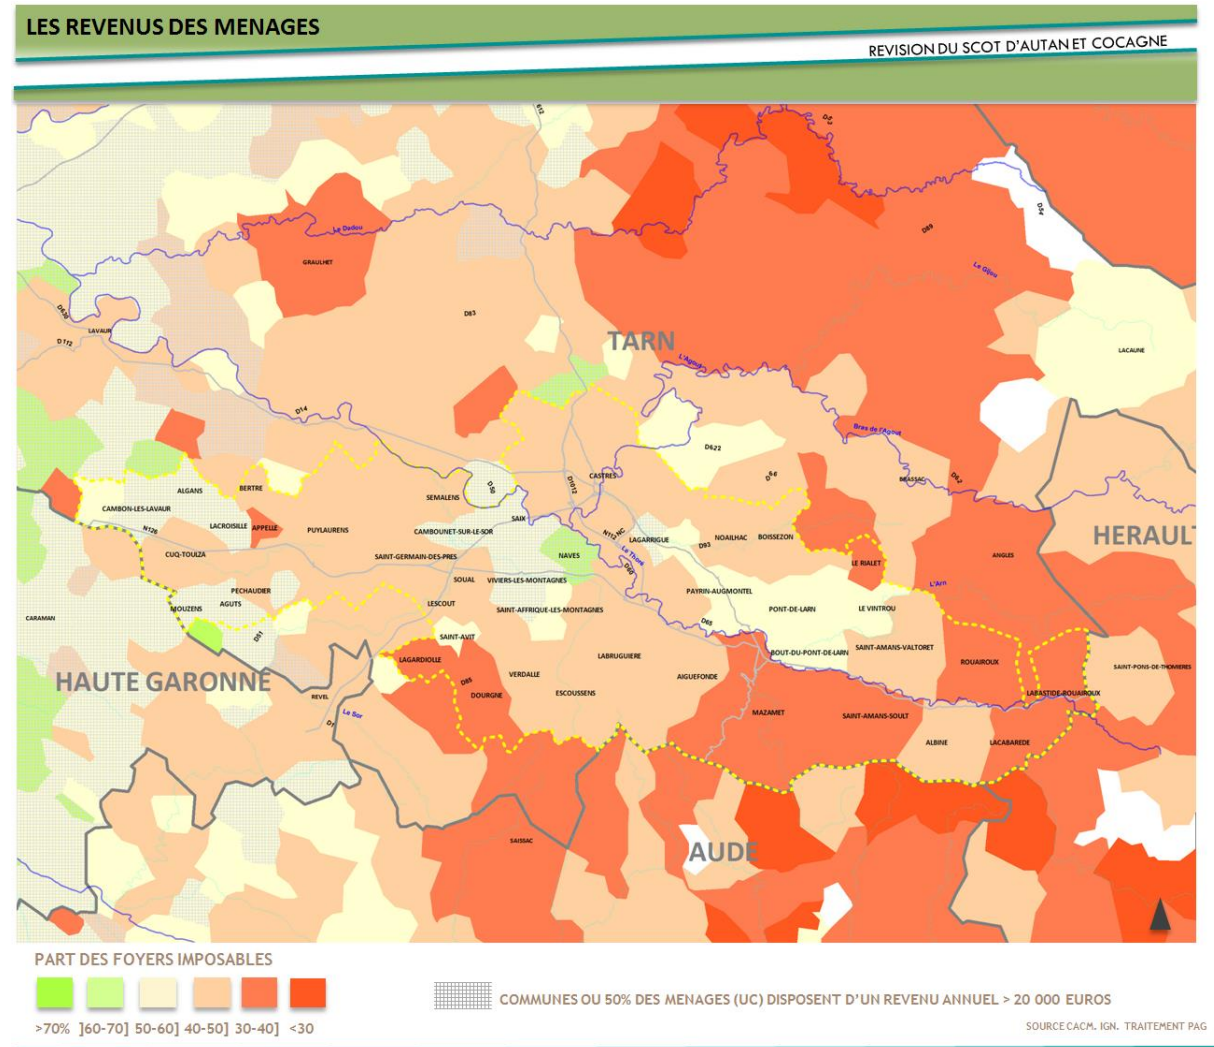 LES REVENUS DES MENAGES
REVISION DU SCOT D'AUTAN ET COCAGNE
612
D53
Le Dadou
D54
D89
GRAULHET
Le Gijou
D630
D83
LAVAUR
D112
TARN
LACAUNE
L'Agout
D14
Bras de l'Agout
D622
D56
CASTRES
BRASSAC
D62
ALGANS
BERTRE
D50
D1012
SEMALENS
CAMBON-LES-LAVAUR
SAIX
LACROISILLE
APPELLE
PUYLAURENS
CAMBOUNET-SUR-LE-SOR
N126
N112
LAGARRIGUE
NOAILHAC
BOISSEZON
HERAULT
D93
CUQ-TOULZA
SAINT-GERMAIN-DES-PRES
NAVES
Le Thoré
ANGLES
LE RIALET
D60
SOUAL
VIVIERS-LES-MONTAGNES
L'Arn
PECHAUDIER
PAYRIN-AUGMONTEL
MOUZENS
AGUTS
LESCOUT
SAINT-AFFRIQUE-LES-MONTAGNES
PONT-DE-LARN
LE VINTROU
CARAMAN
D65
D51
SAINT-AVIT
SAINT-AMANS-VALTORET
BOUT-DU-PONT-DE-LARN
LAGARDIOLLE
LABRUGUIERE
ROUAIROUX
SAINT-PONS-DE-THOMIERES
HAUTE GARONNE
D85
VERDALLE
AIGUEFONDE
REVEL
DOURGNE
ESCOUSSENS
LABASTIDE-ROUAIROUX
Le Sor
D1
MAZAMET
SAINT-AMANS-SOULT
ALBINE
LACABAREDE
SAISSAC
AUDE
PART DES FOYERS IMPOSABLES
COMMUNES OU 50% DES MENAGES (UC) DISPOSENT D'UN REVENU ANNUEL > 20 000 EUROS
>70% ]60-70] 50-60] 40-50] 30-40] <30
SOURCE CACM. IGN. TRAITEMENT PAG